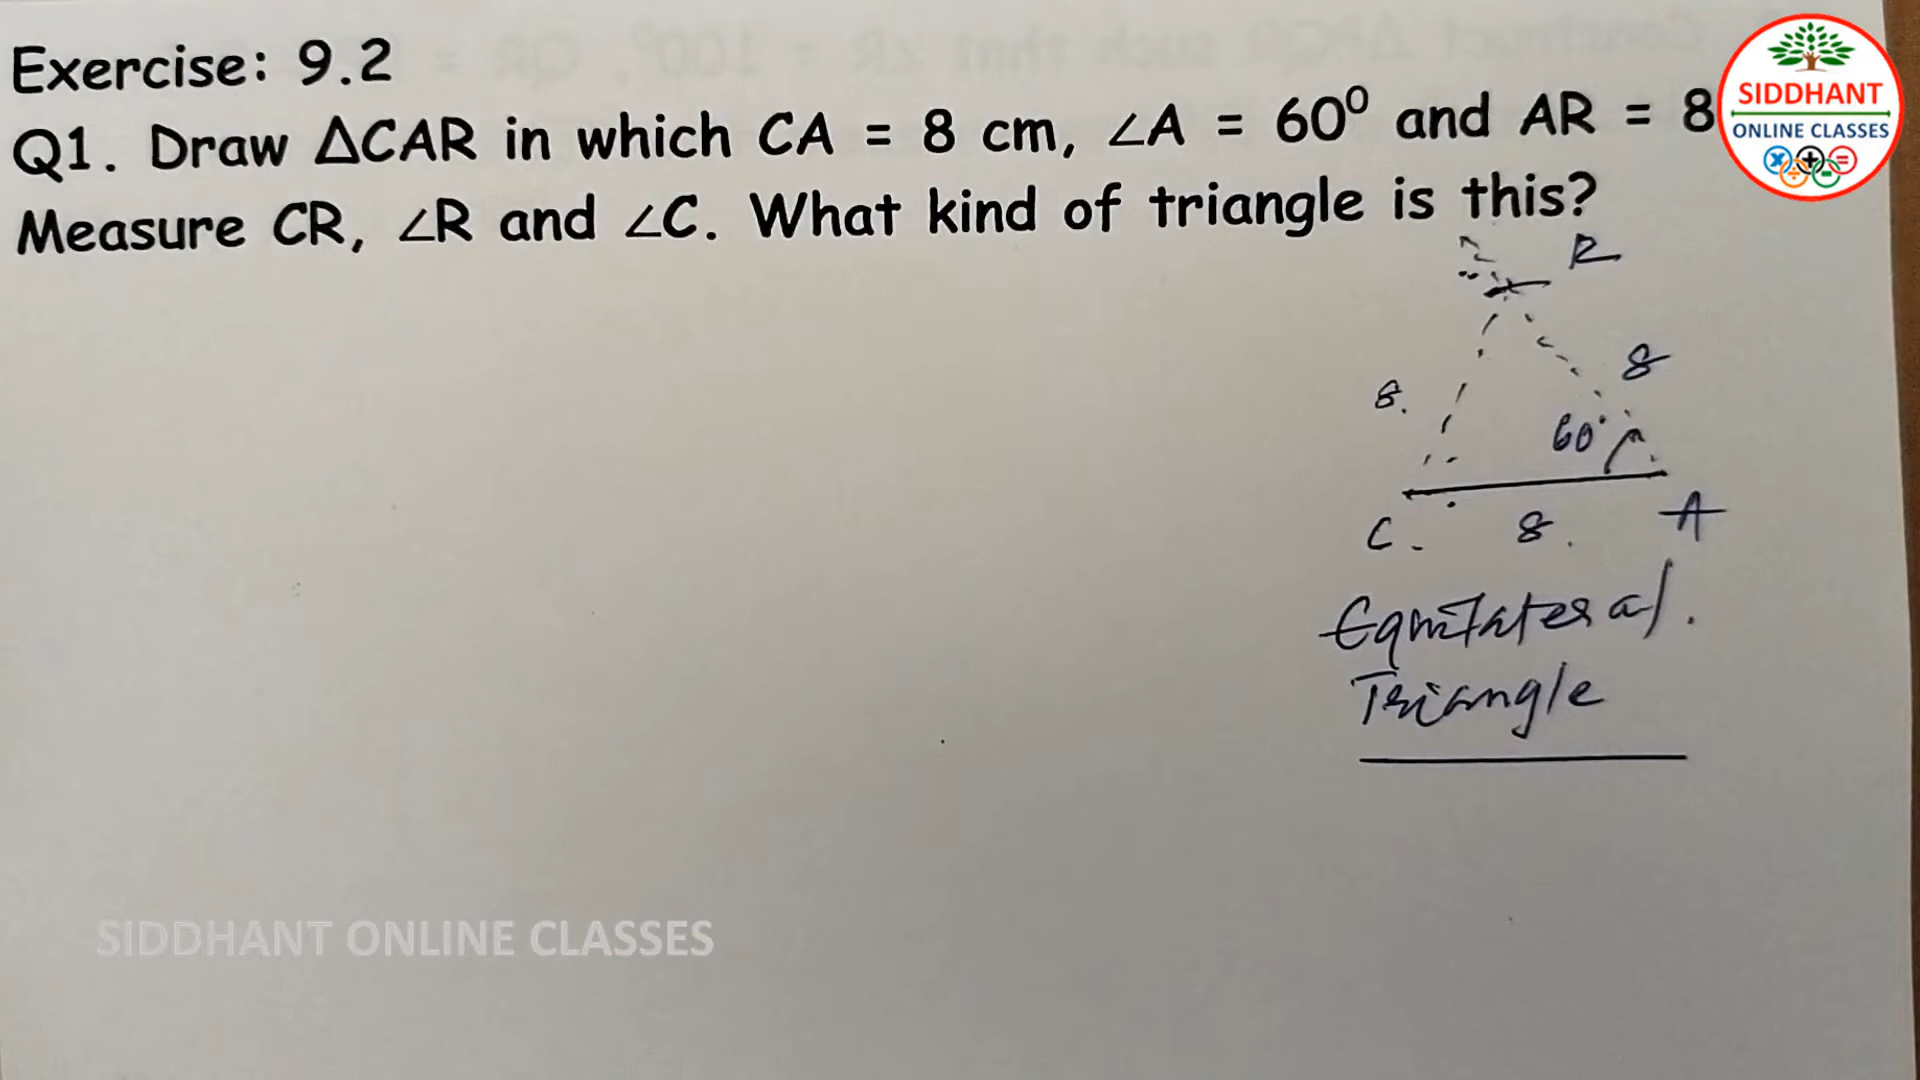 Exercise: 9.2
Q1. Draw ΔCAR in which CA = 8 cm, ∠A = 60⁰ and AR = 8
Measure CR, ∠R and ∠C. What kind of triangle is this?
SIDDHANT
ONLINE CLASSES
R
8
8.
60°
C.
8.
A
Equilateral.
Triangle
SIDDHANT ONLINE CLASSES